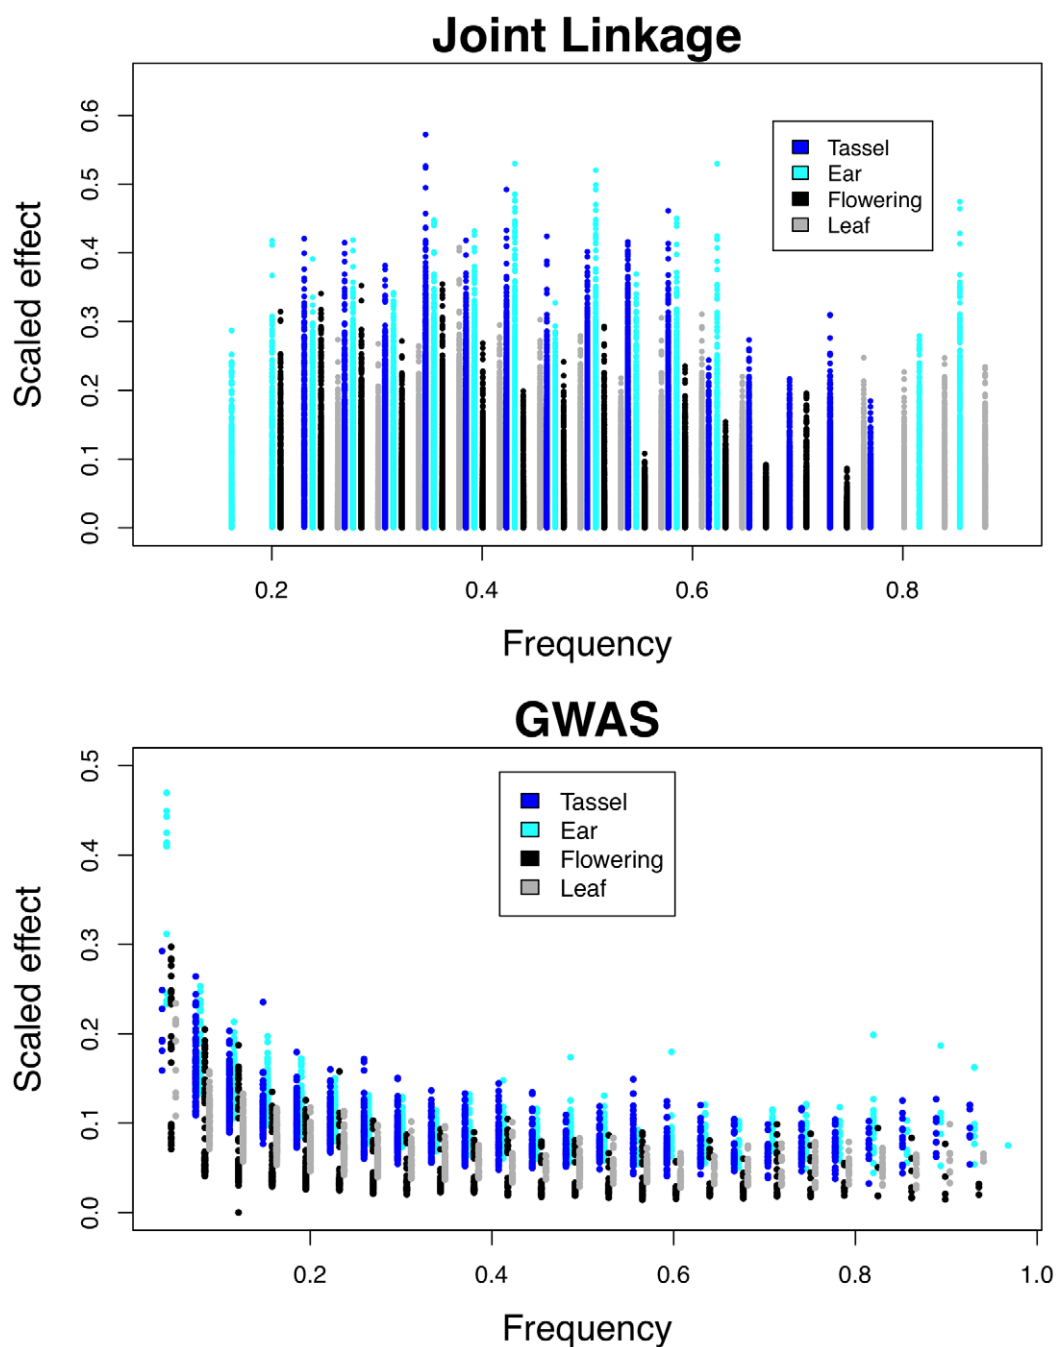 Joint Linkage
Scaled effect
0.6
0.5
0.4
0.3
0.2
0.1
0.0
Tassel
Ear
Flowering
Leaf
0.2 0.4 0.6 0.8
Frequency
GWAS
Scaled effect
0.5
0.4
0.3
0.2
0.1
0.0
Tassel
Ear
Flowering
Leaf
0.2 0.4 0.6 0.8 1.0
Frequency